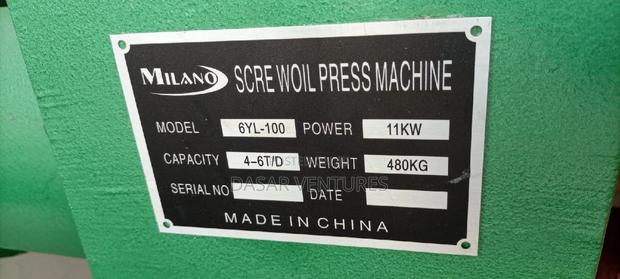 MILANO SCRE WOIL PRESS MACHINE
MODEL 6YL-100 POWER 11KW
CAPACITY 4-6T/D WEIGHT 480KG
DASAR VENTURES
SERIAL NO DATE
MADE IN CHINA